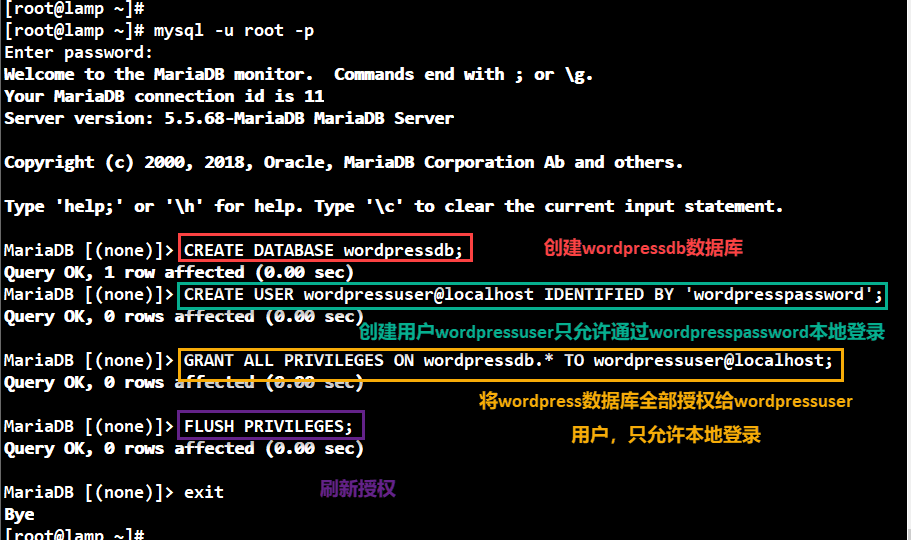 [root@lamp ~]#
[root@lamp ~]# mysql -u root -p
Enter password:
Welcome to the MariaDB monitor.  Commands end with ; or \g.
Your MariaDB connection id is 11
Server version: 5.5.68-MariaDB MariaDB Server
Copyright (c) 2000, 2018, Oracle, MariaDB Corporation Ab and others.
Type 'help;' or '\h' for help. Type '\c' to clear the current input statement.
MariaDB [(none)]> CREATE DATABASE wordpressdb; 创建wordpressdb数据库
Query OK, 1 row affected (0.00 sec)
MariaDB [(none)]> CREATE USER wordpressuser@localhost IDENTIFIED BY 'wordpresspassword';
Query OK, 0 rows affected (0.00 sec)
创建用户wordpressuser只允许通过wordpresspassword本地登录
MariaDB [(none)]> GRANT ALL PRIVILEGES ON wordpressdb.* TO wordpressuser@localhost;
Query OK, 0 rows affected (0.00 sec)
将wordpress数据库全部授权给wordpressuser
用户，只允许本地登录
MariaDB [(none)]> FLUSH PRIVILEGES;
Query OK, 0 rows affected (0.00 sec)
MariaDB [(none)]> exit 刷新授权
Bye
[root@lamp ~]#